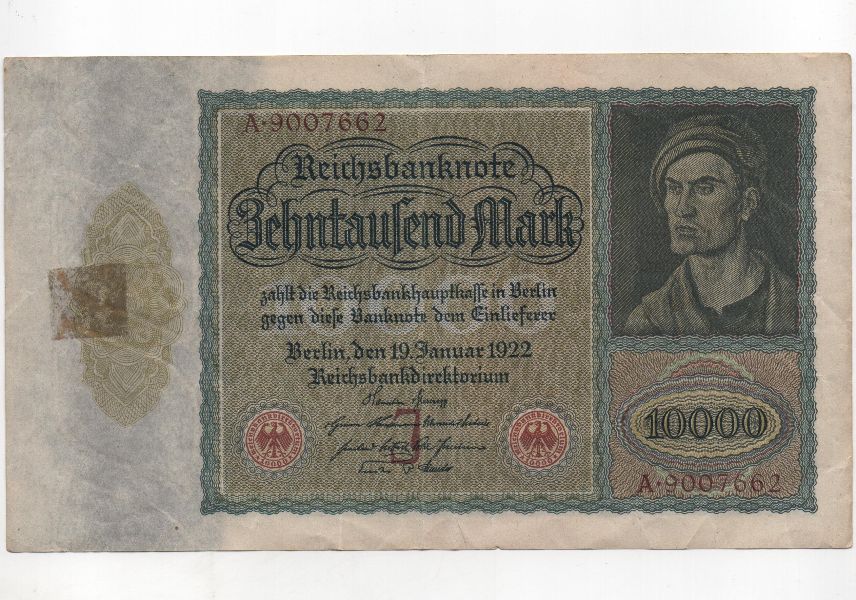 A·9007662
Reichsbanknote
Zehntausend Mark
zahlt die Reichsbankhauptkasse in Berlin
gegen diese Banknote dem Einlieferer
Berlin, den 19. Januar 1922
Reichsbankdirektorium
J
10000
A·9007662